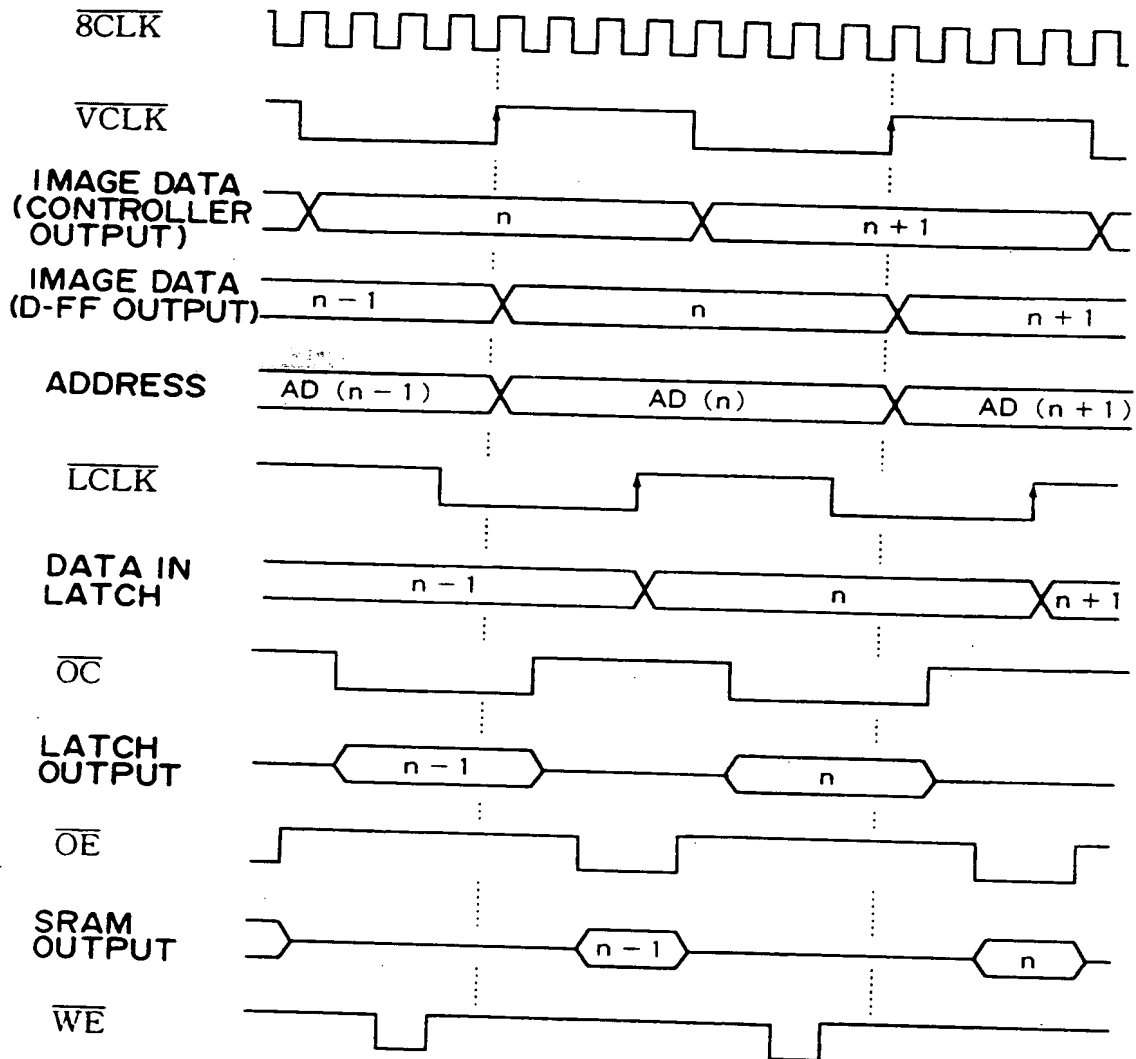 8CLK
VCLK
IMAGE DATA
(CONTROLLER
OUTPUT)
n
n + 1
IMAGE DATA
(D-FF OUTPUT)
n - 1
n
n + 1
ADDRESS
AD (n - 1)
AD (n)
AD (n + 1)
LCLK
DATA IN
LATCH
n - 1
n
n + 1
OC
LATCH
OUTPUT
n - 1
n
OE
SRAM
OUTPUT
n - 1
n
WE